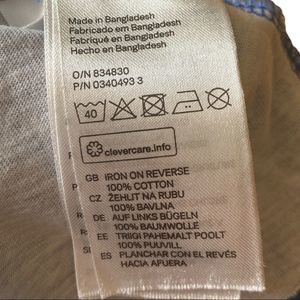 Made in Bangladesh
Fabricado em Bangladesh
Fabriqué en Bangladesh
Hecho en Bangladesh
O/N 834830
P/N 0340493 3
40
clevercare.info
GB IRON ON REVERSE
100% COTTON
CZ ŽEHLIT NA RUBU
100% BAVLNA
DE AUF LINKS BÜGELN
100% BAUMWOLLE
EE TRIIGI PAHEMALT POOLT
100% PUUVILL
ES PLANCHAR CON EL REVÉS
HACIA AFUERA